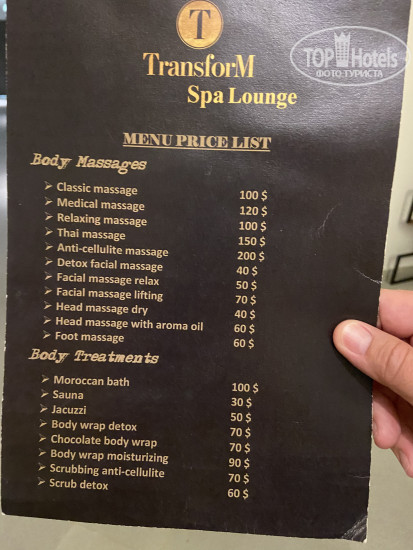 T
TransforM
Spa Lounge
TOP Hotels
ФОТО ТУРИСТА
MENU PRICE LIST
Body Massages
➢ Classic massage 100 $
➢ Medical massage 120 $
➢ Relaxing massage 100 $
➢ Thai massage 150 $
➢ Anti-cellulite massage 200 $
➢ Detox facial massage 40 $
➢ Facial massage relax 50 $
➢ Facial massage lifting 70 $
➢ Head massage dry 40 $
➢ Head massage with aroma oil 60 $
➢ Foot massage 60 $
Body Treatments
➢ Moroccan bath 100 $
➢ Sauna 30 $
➢ Jacuzzi 50 $
➢ Body wrap detox 70 $
➢ Chocolate body wrap 70 $
➢ Body wrap moisturizing 90 $
➢ Scrubbing anti-cellulite 70 $
➢ Scrub detox 60 $